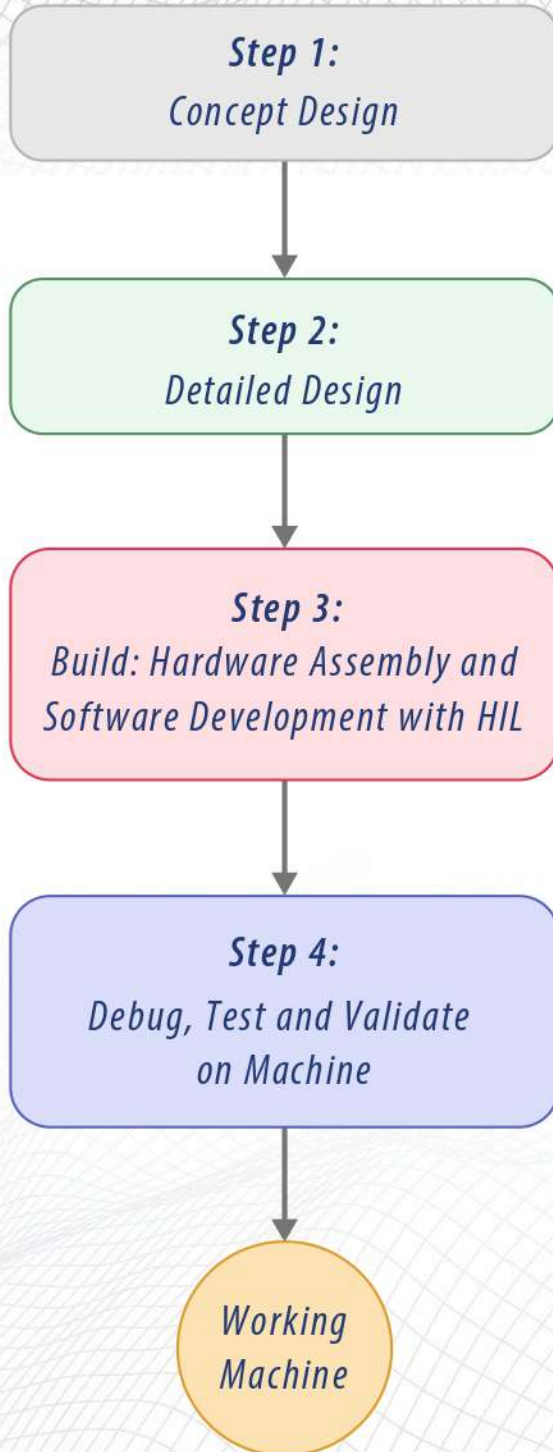 Step 1:
Concept Design
Step 2:
Detailed Design
Step 3:
Build: Hardware Assembly and
Software Development with HIL
Step 4:
Debug, Test and Validate
on Machine
Working
Machine